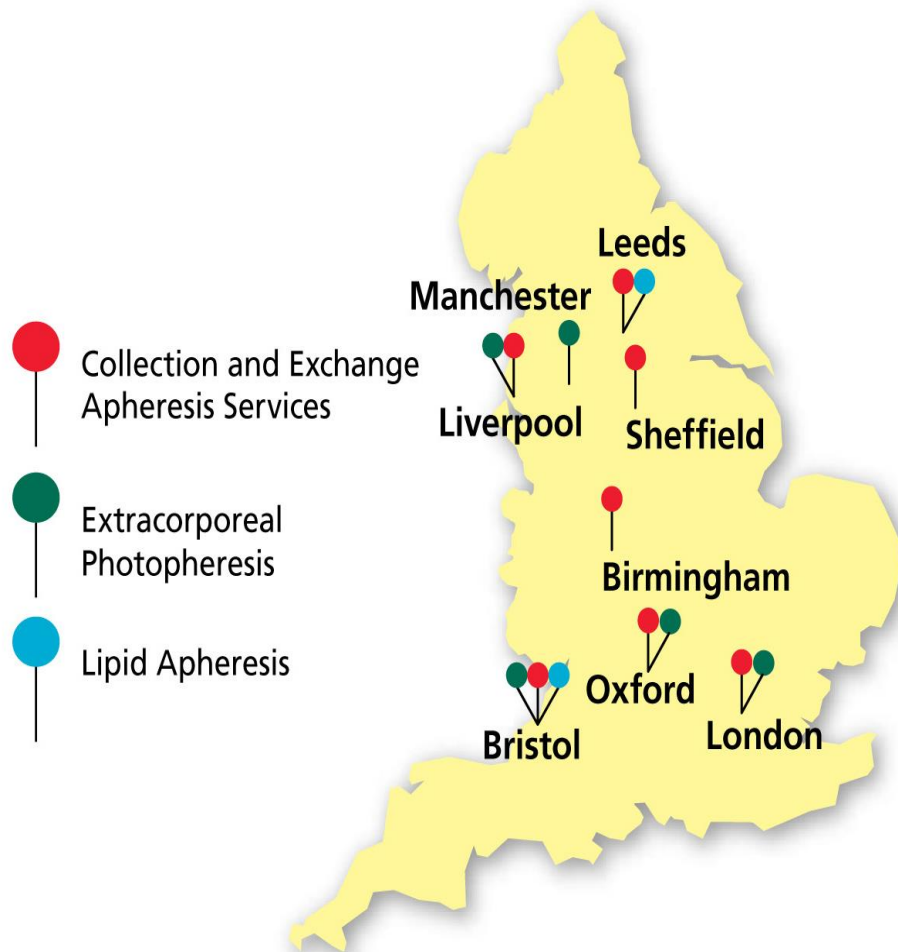 Leeds
Manchester
Collection and Exchange
Apheresis Services
Liverpool
Sheffield
Extracorporeal
Photopheresis
Birmingham
Lipid Apheresis
Oxford
London
Bristol